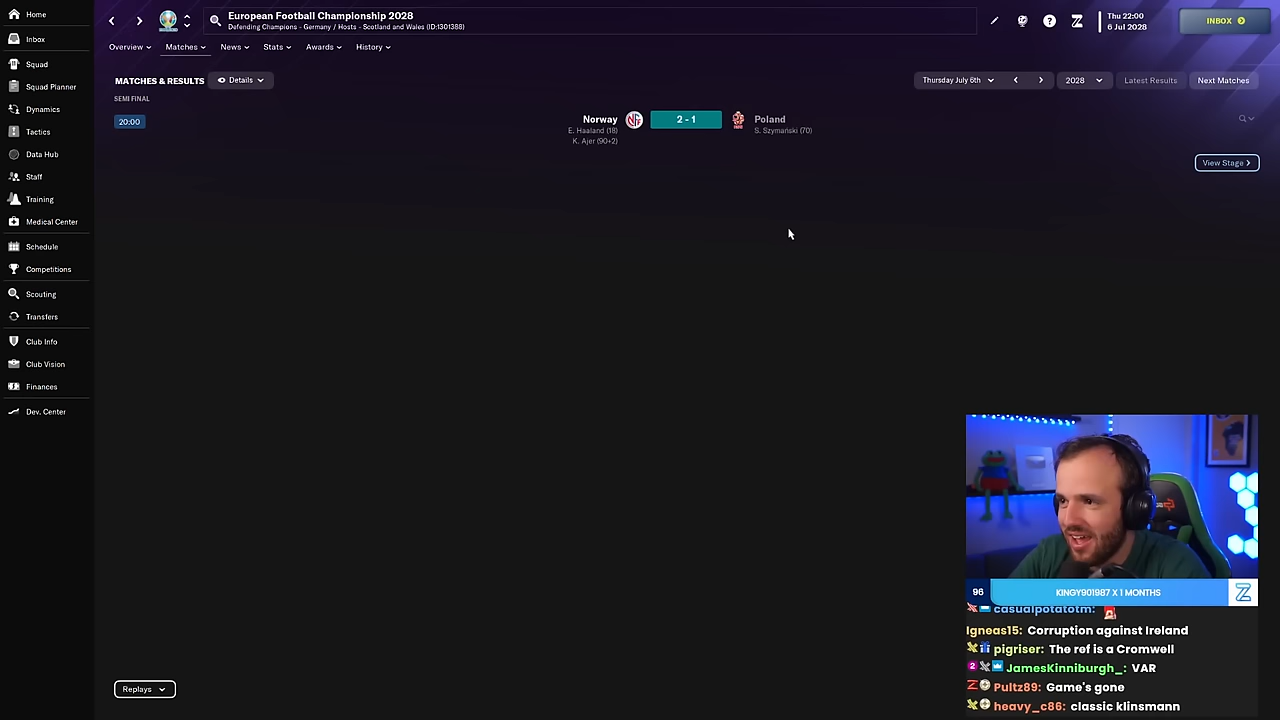 Home
Inbox
Squad
Squad Planner
Dynamics
Tactics
Data Hub
Staff
Training
Medical Center
Schedule
Competitions
Scouting
Transfers
Club Info
Club Vision
Finances
Dev. Center
European Football Championship 2028
Defending Champions - Germany / Hosts - Scotland and Wales (ID:1301388)
Thu 22:00
6 Jul 2028
INBOX
Overview Matches News Stats Awards History
MATCHES & RESULTS Details Thursday July 6th 2028 Latest Results Next Matches
SEMI FINAL
20:00 Norway 2 - 1 Poland
E. Haaland (18) S. Szymański (70)
K. Ajer (90+2)
View Stage
96 KINGY901987 X 1 MONTHS
casualpotatotm:
Igneas15: Corruption against Ireland
pigriser: The ref is a Cromwell
JamesKinniburgh_: VAR
Pultz89: Game's gone
heavy_c86: classic klinsmann
Replays